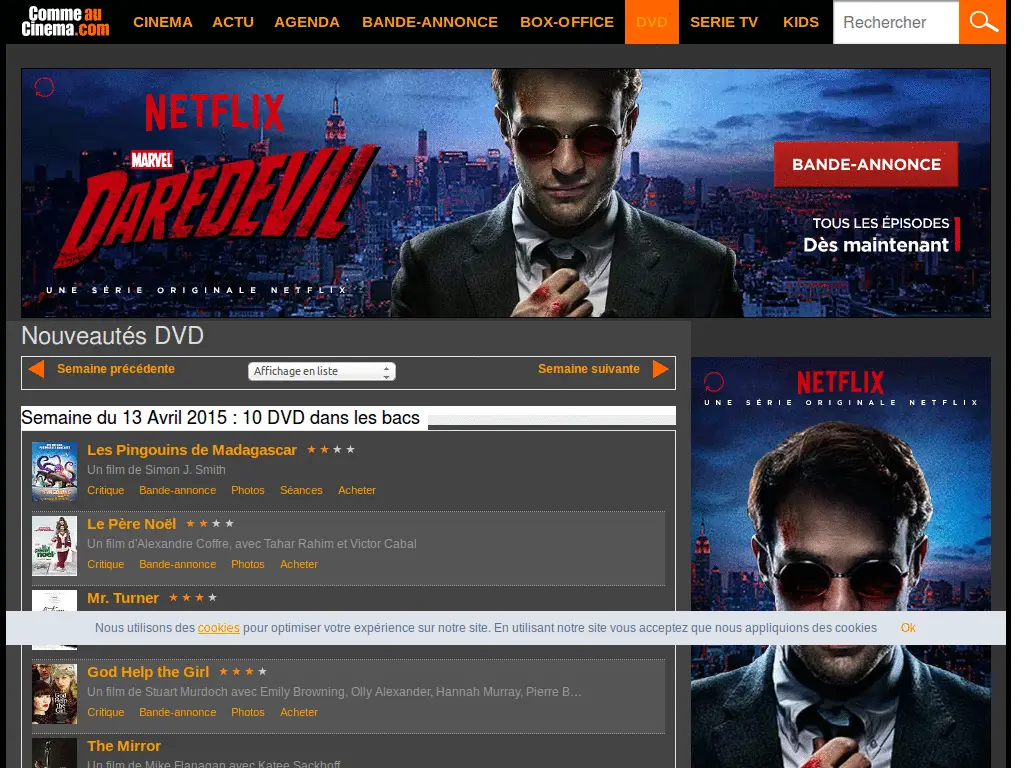 Comme au
Cinema.com
CINEMA ACTU AGENDA BANDE-ANNONCE BOX-OFFICE DVD SERIE TV KIDS Rechercher
NETFLIX
MARVEL
DAREDEVIL
UNE SÉRIE ORIGINALE NETFLIX
BANDE-ANNONCE
TOUS LES ÉPISODES
Dès maintenant
Nouveautés DVD
Semaine précédente Affichage en liste Semaine suivante
Semaine du 13 Avril 2015 : 10 DVD dans les bacs
Les Pingouins de Madagascar
Un film de Simon J. Smith
Critique Bande-annonce Photos Séances Acheter
Le Père Noël
Un film d'Alexandre Coffre, avec Tahar Rahim et Victor Cabal
Critique Bande-annonce Photos Acheter
Mr. Turner
Nous utilisons des cookies pour optimiser votre expérience sur notre site. En utilisant notre site vous acceptez que nous appliquions des cookies Ok
God Help the Girl
Un film de Stuart Murdoch avec Emily Browning, Olly Alexander, Hannah Murray, Pierre B...
Critique Bande-annonce Photos Acheter
The Mirror
Un film de Mike Flanagan avec Katee Sackhoff
NETFLIX
UNE SÉRIE ORIGINALE NETFLIX